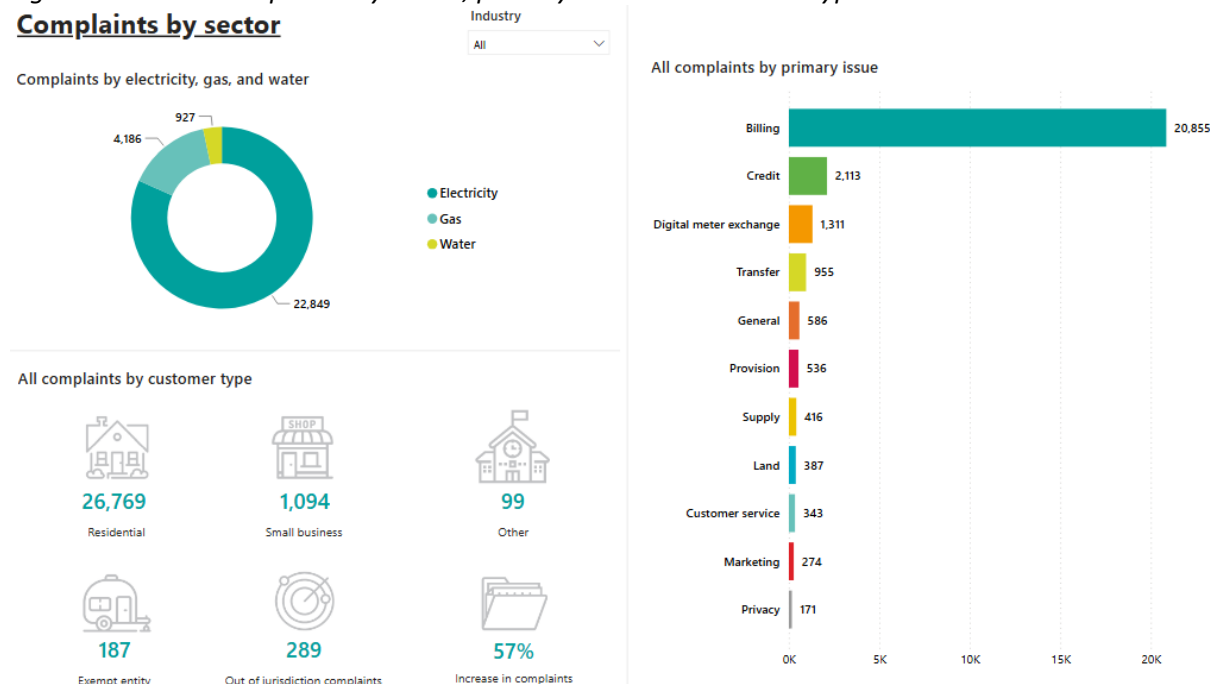 Complaints by sector
Industry
All
Complaints by electricity, gas, and water
927
4,186
22,849
Electricity
Gas
Water
All complaints by customer type
SHOP
26,769
Residential
1,094
Small business
99
Other
187
Exempt entity
289
Out of jurisdiction complaints
57%
Increase in complaints
All complaints by primary issue
Billing 20,855
Credit 2,113
Digital meter exchange 1,311
Transfer 955
General 586
Provision 536
Supply 416
Land 387
Customer service 343
Marketing 274
Privacy 171
0K 5K 10K 15K 20K